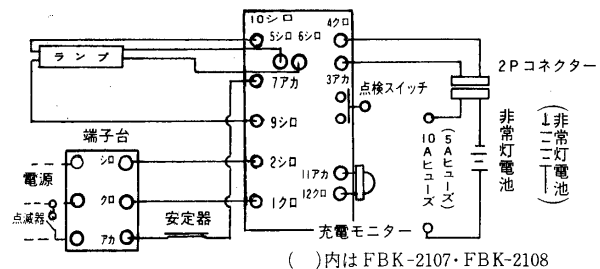 10シロ
5シロ 6シロ
4クロ
ランプ
7アカ
3アカ
点検スイッチ
2Pコネクター
9シロ
端子台
シロ
2シロ
電源
クロ
1クロ
点滅器
アカ
安定器
11アカ
12クロ
充電モニター
10Aヒューズ
(5Aヒューズ)
非常灯電池
(非常灯電池)
( )内はFBK-2107・FBK-2108